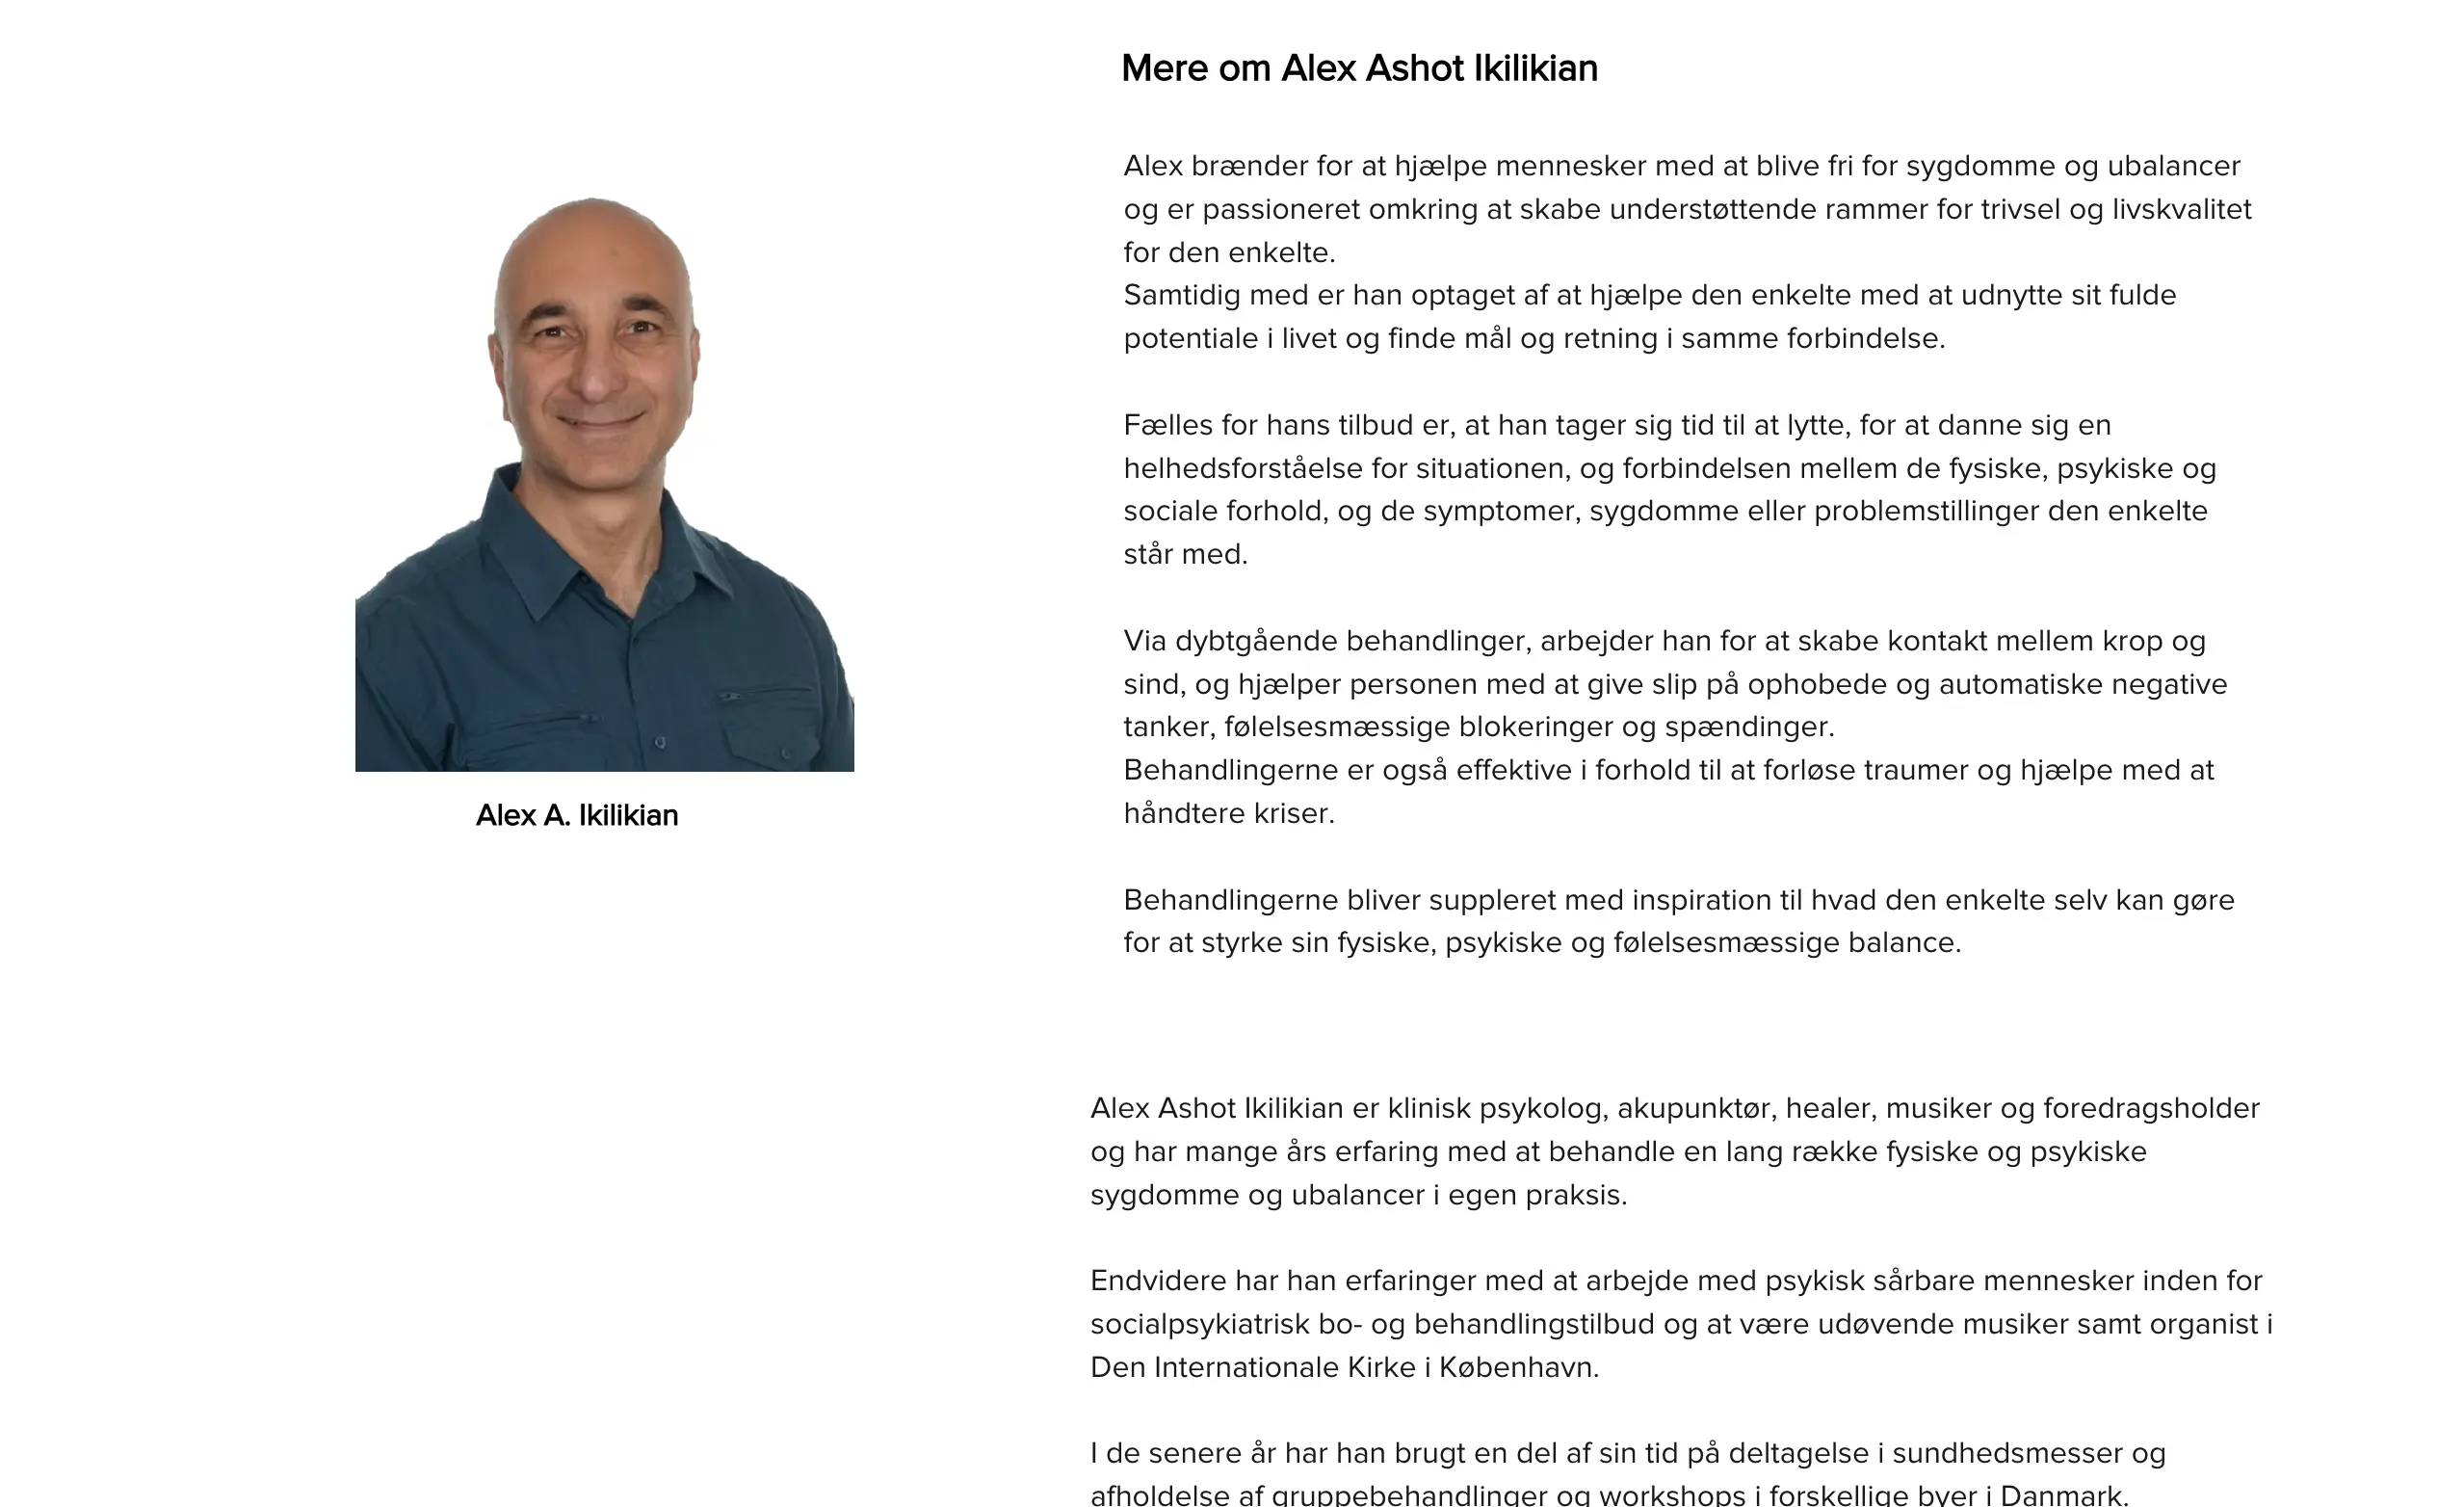 Mere om Alex Ashot Ikilikian
Alex brænder for at hjælpe mennesker med at blive fri for sygdomme og ubalancer
og er passioneret omkring at skabe understøttende rammer for trivsel og livskvalitet
for den enkelte.
Samtidig med er han optaget af at hjælpe den enkelte med at udnytte sit fulde
potentiale i livet og finde mål og retning i samme forbindelse.
Fælles for hans tilbud er, at han tager sig tid til at lytte, for at danne sig en
helhedsforståelse for situationen, og forbindelsen mellem de fysiske, psykiske og
sociale forhold, og de symptomer, sygdomme eller problemstillinger den enkelte
står med.
Via dybtgående behandlinger, arbejder han for at skabe kontakt mellem krop og
sind, og hjælper personen med at give slip på ophobede og automatiske negative
tanker, følelsesmæssige blokeringer og spændinger.
Behandlingerne er også effektive i forhold til at forløse traumer og hjælpe med at
håndtere kriser.
Behandlingerne bliver suppleret med inspiration til hvad den enkelte selv kan gøre
for at styrke sin fysiske, psykiske og følelsesmæssige balance.
Alex A. Ikilikian
Alex Ashot Ikilikian er klinisk psykolog, akupunktør, healer, musiker og foredragsholder
og har mange års erfaring med at behandle en lang række fysiske og psykiske
sygdomme og ubalancer i egen praksis.
Endvidere har han erfaringer med at arbejde med psykisk sårbare mennesker inden for
socialpsykiatrisk bo- og behandlingstilbud og at være udøvende musiker samt organist i
Den Internationale Kirke i København.
I de senere år har han brugt en del af sin tid på deltagelse i sundhedsmesser og
afholdelse af gruppebehandlinger og workshops i forskellige byer i Danmark.